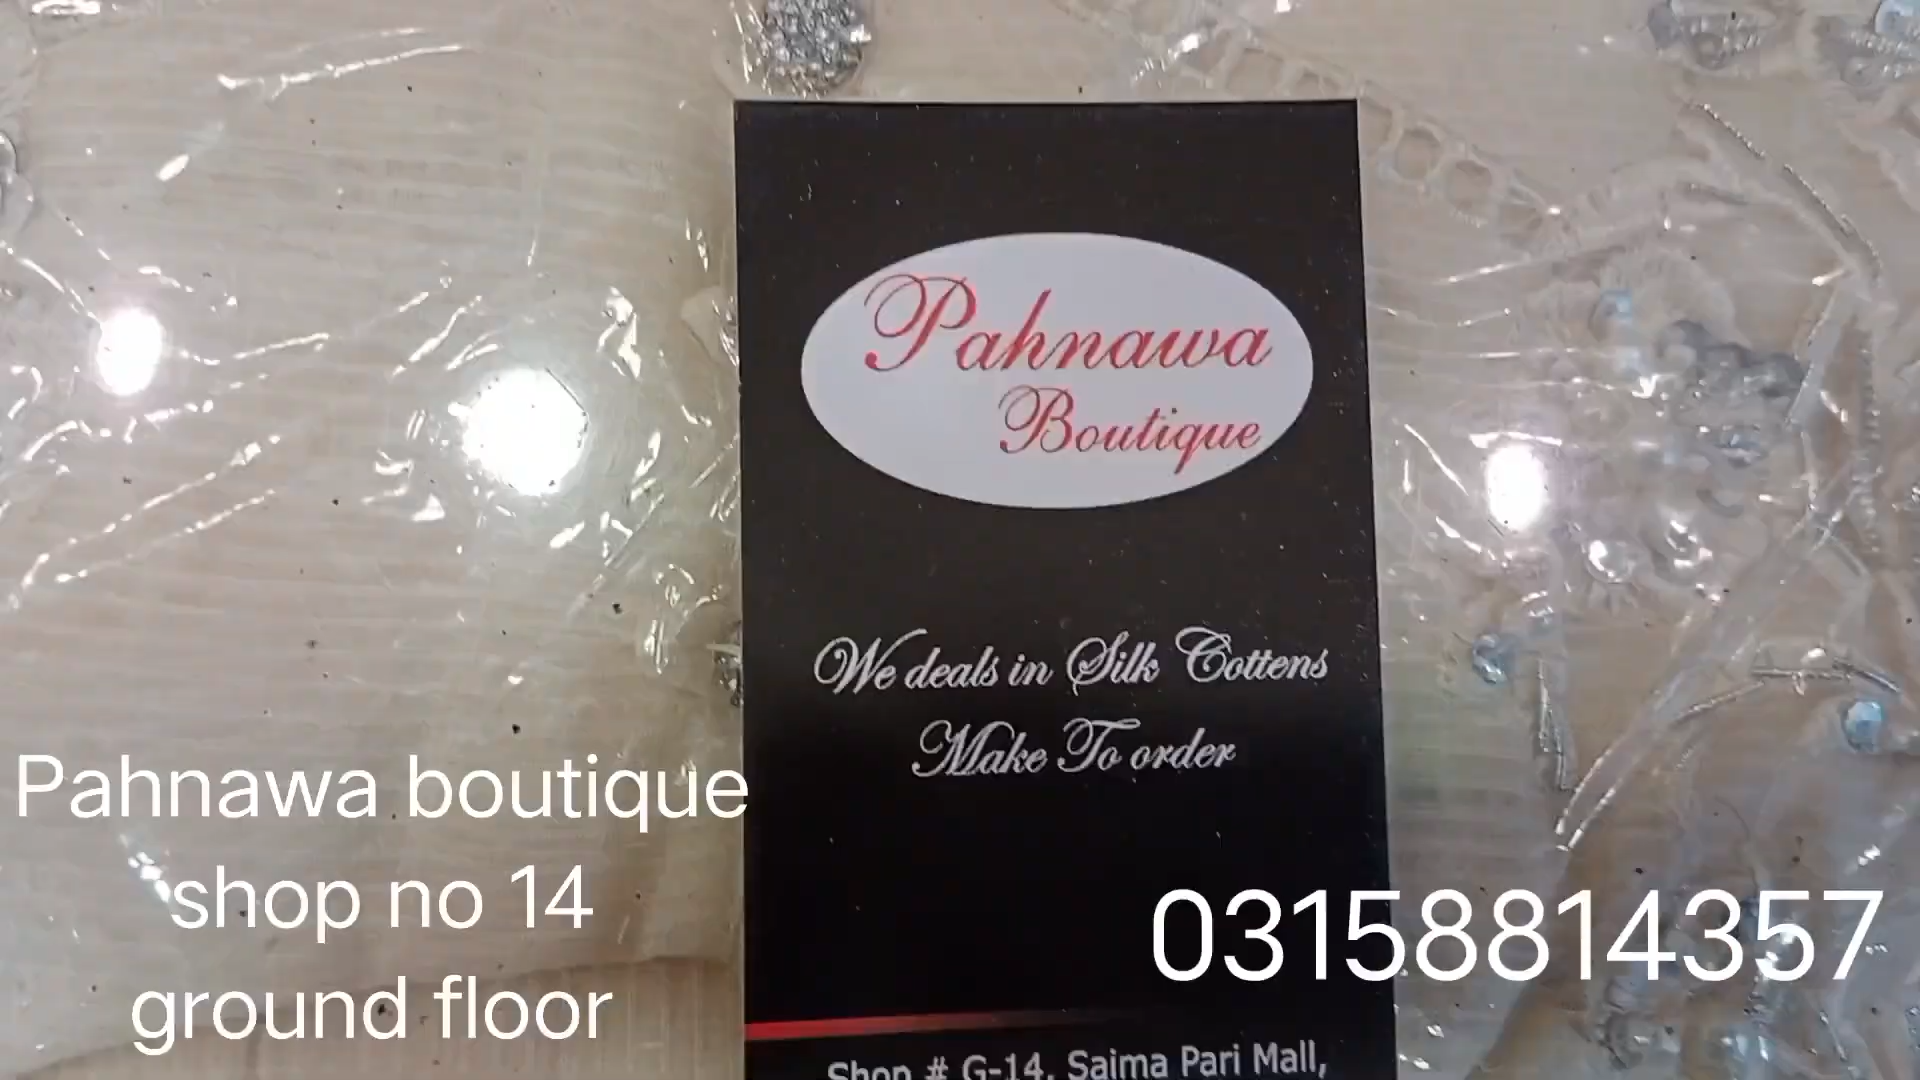 Pahnawa
Boutique
We deals in Silk Cottens
Make To order
Shop # G-14, Saima Pari Mall,
Pahnawa boutique
shop no 14
ground floor
03158814357